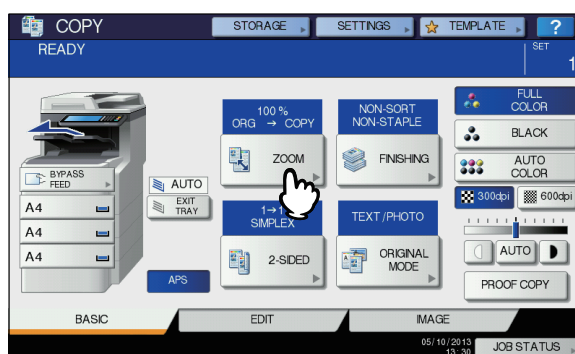 COPY
STORAGE
SETTINGS
TEMPLATE
?
READY
SET
1
100 %
ORG → COPY
NON-SORT
NON-STAPLE
FULL
COLOR
ZOOM
FINISHING
BLACK
AUTO
COLOR
BYPASS
FEED
AUTO
EXIT
TRAY
300dpi
600dpi
A4
A4
A4
A4
SIMPLEX
TEXT/PHOTO
2-SIDED
ORIGINAL
MODE
AUTO
APS
PROOF COPY
BASIC
EDIT
IMAGE
05/10/2013
13:30
JOB STATUS